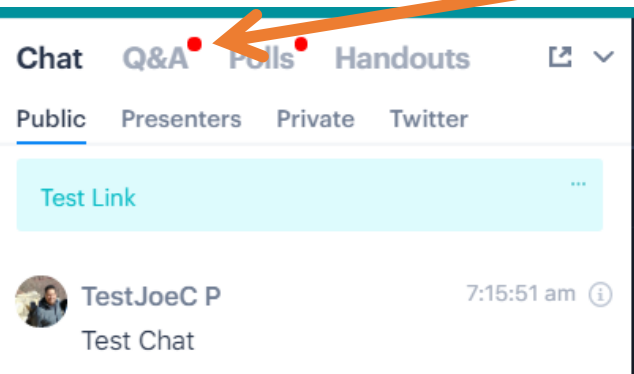 Chat Q&A Polls Handouts
Public Presenters Private Twitter
Test Link
TestJoeC P 7:15:51 am
Test Chat